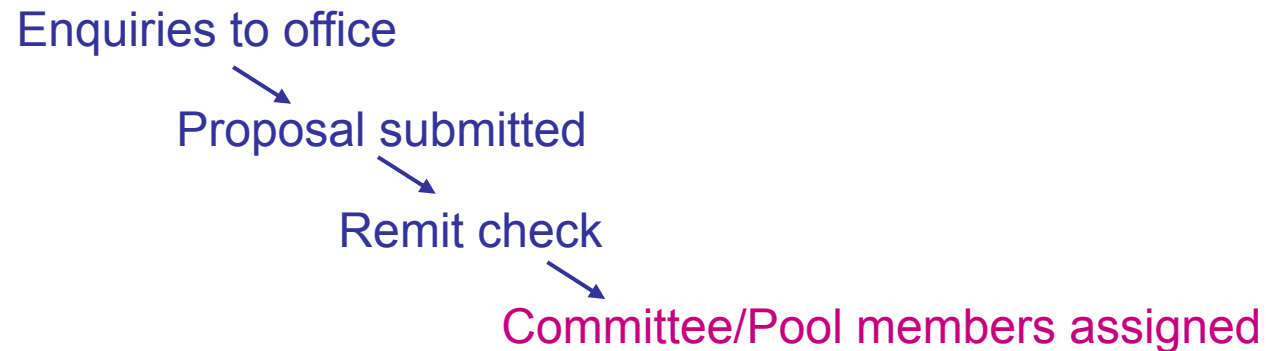 Enquiries to office
Proposal submitted
Remit check
Committee/Pool members assigned